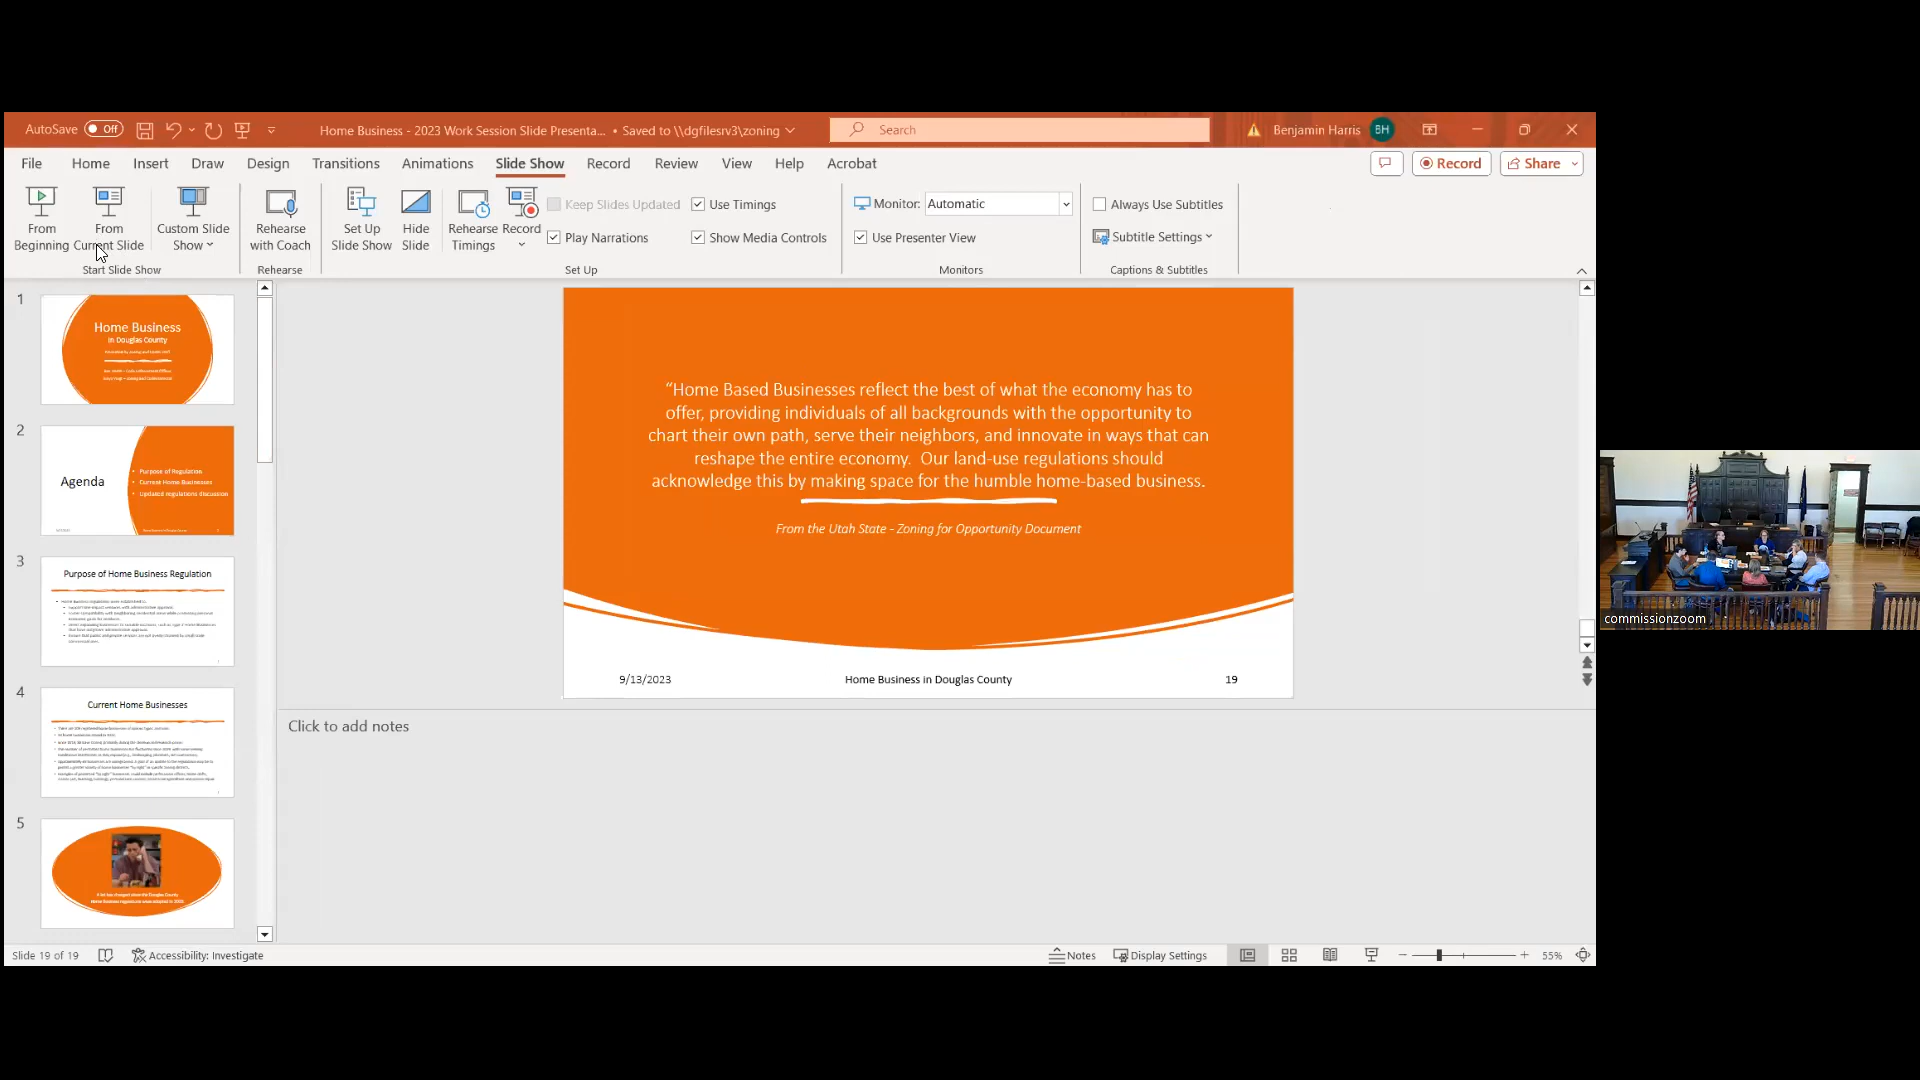 AutoSave Off
Home Business - 2023 Work Session Slide Presenta... • Saved to \\dgfilesrv3\zoning
Search
Benjamin Harris BH
File Home Insert Draw Design Transitions Animations Slide Show Record Review View Help Acrobat
Record Share
From Beginning
From Current Slide
Custom Slide Show
Start Slide Show
Rehearse with Coach
Rehearse
Set Up Slide Show
Hide Slide
Rehearse Timings
Record
Keep Slides Updated
Play Narrations
Use Timings
Show Media Controls
Set Up
Monitor: Automatic
Use Presenter View
Monitors
Always Use Subtitles
Subtitle Settings
Captions & Subtitles
1
Home Business
in Douglas County
2
Agenda
• Purpose of Regulation
• Current Home Businesses
• Updated regulations discussion
3
Purpose of Home Business Regulation
4
Current Home Businesses
5
“Home Based Businesses reflect the best of what the economy has to
offer, providing individuals of all backgrounds with the opportunity to
chart their own path, serve their neighbors, and innovate in ways that can
reshape the entire economy. Our land-use regulations should
acknowledge this by making space for the humble home-based business.
From the Utah State - Zoning for Opportunity Document
9/13/2023
Home Business in Douglas County
19
Click to add notes
commissionzoom
Slide 19 of 19
Accessibility: Investigate
Notes
Display Settings
55%